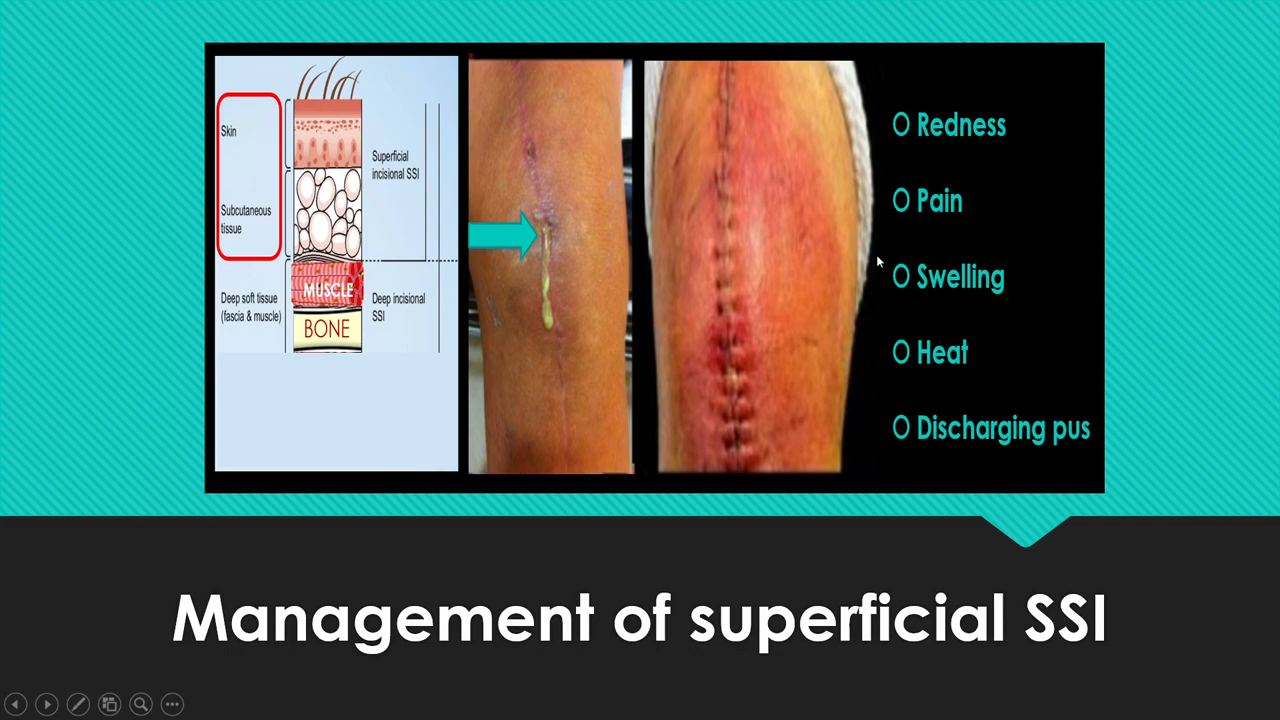 Skin
Subcutaneous
tissue
Deep soft tissue
(fascia & muscle)
MUSCLE
BONE
Superficial
incisional SSI
Deep incisional
SSI
O Redness
O Pain
O Swelling
O Heat
O Discharging pus
Management of superficial SSI